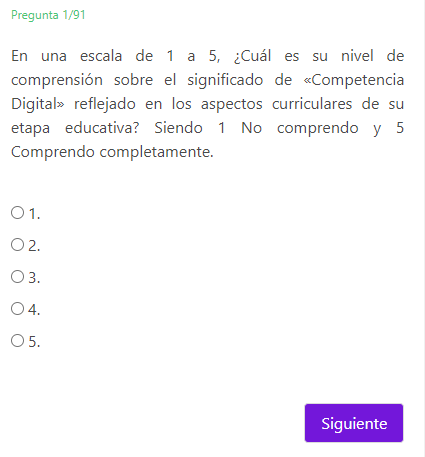 Pregunta 1/91
En una escala de 1 a 5, ¿Cuál es su nivel de
comprensión sobre el significado de «Competencia
Digital» reflejado en los aspectos curriculares de su
etapa educativa? Siendo 1 No comprendo y 5
Comprendo completamente.
1.
2.
3.
4.
5.
Siguiente